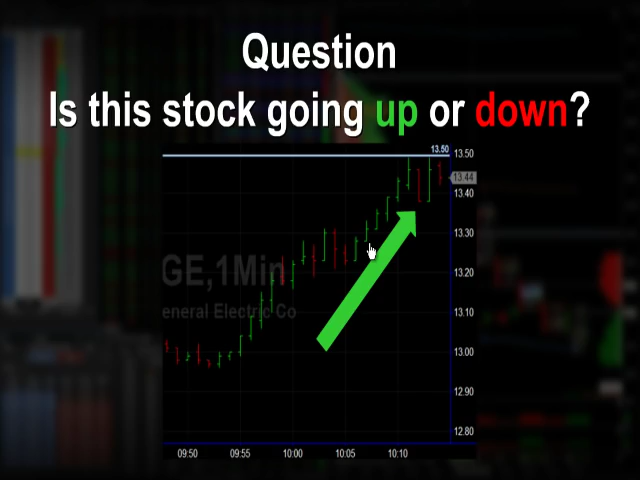 Question
Is this stock going up or down?
13.50
13.50
13.44
13.40
13.30
GE,1Min
13.20
eneral Electric Co
13.10
13.00
12.90
12.80
09:50 09:55 10:00 10:05 10:10